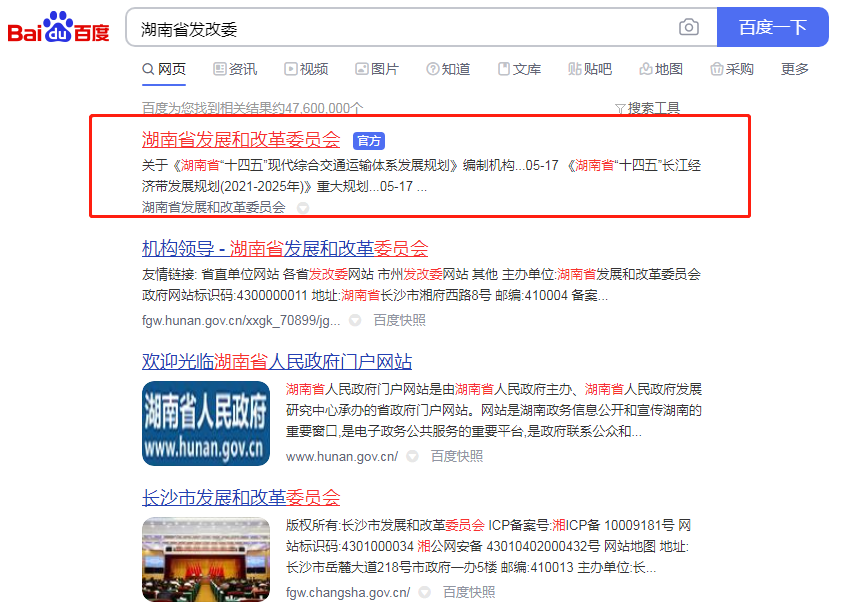 Bai du 百度
湖南省发改委
百度一下
网页 资讯 视频 图片 知道 文库 贴吧 地图 采购 更多
百度为您找到相关结果约47,600,000个
搜索工具
湖南省发展和改革委员会 官方
关于《湖南省“十四五”现代综合交通运输体系发展规划》编制机构...05-17 《湖南省“十四五”长江经
济带发展规划(2021-2025年)》重大规划...05-17 ...
湖南省发展和改革委员会
机构领导 - 湖南省发展和改革委员会
友情链接: 省直单位网站 各省发改委网站 市州发改委网站 其他 主办单位:湖南省发展和改革委员会
政府网站标识码:4300000011 地址:湖南省长沙市湘府西路8号 邮编:410004 备案...
fgw.hunan.gov.cn/xxgk_70899/jg... 百度快照
欢迎光临湖南省人民政府门户网站
湖南省人民政府
www.hunan.gov.cn
湖南省人民政府门户网站是由湖南省人民政府主办、湖南省人民政府发展
研究中心承办的省政府门户网站。网站是湖南政务信息公开和宣传湖南的
重要窗口,是电子政务公共服务的重要平台,是政府联系公众和...
www.hunan.gov.cn/ 百度快照
长沙市发展和改革委员会
版权所有:长沙市发展和改革委员会 ICP备案号:湘ICP备 10009181号 网
站标识码:4301000034 湘公网安备 43010402000432号 网站地图 地址:
长沙市岳麓大道218号市政府一办5楼 邮编:410013 主办单位:长...
fgw.changsha.gov.cn/ 百度快照